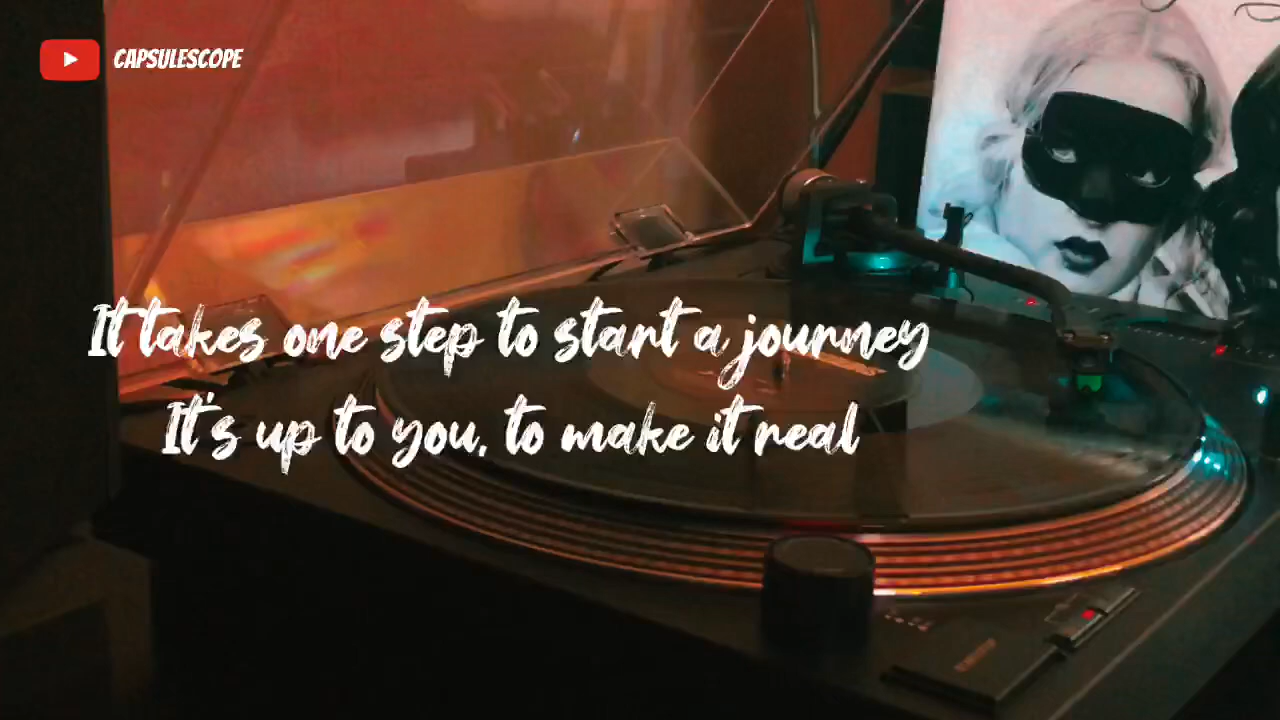 CAPSULESCOPE
It takes one step to start a journey
It's up to you, to make it real